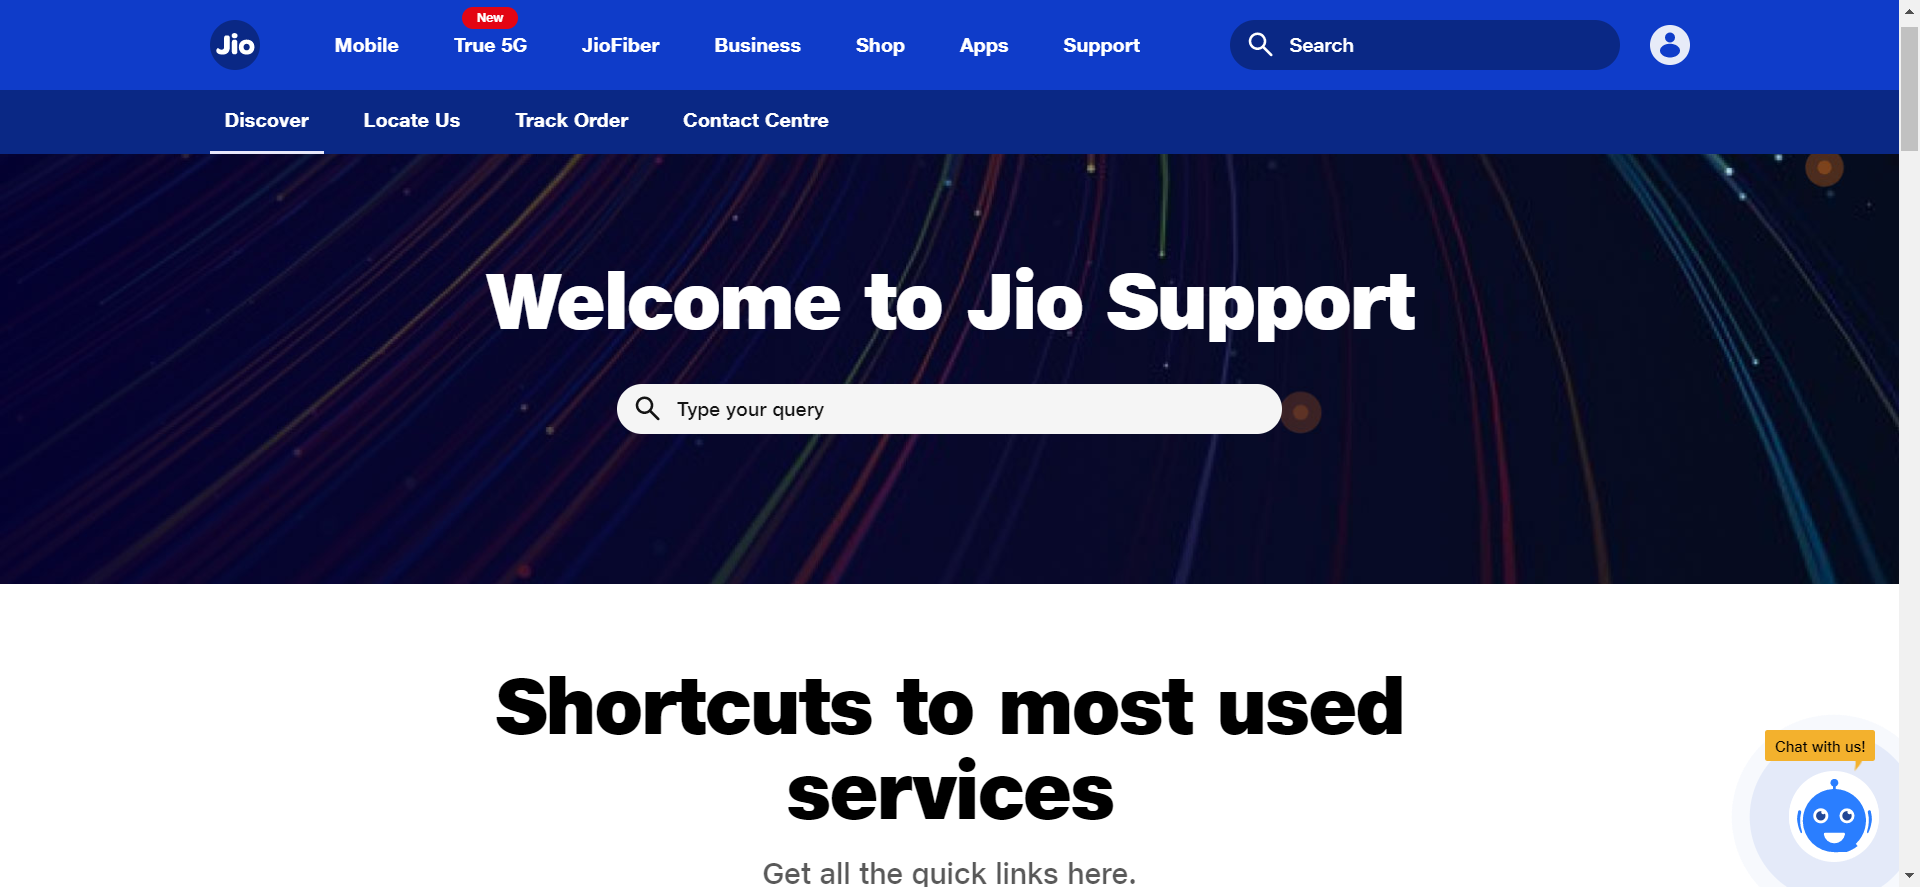 Jio
Mobile
New
True 5G
JioFiber
Business
Shop
Apps
Support
Search
Discover
Locate Us
Track Order
Contact Centre
Welcome to Jio Support
Type your query
Shortcuts to most used
services
Get all the quick links here.
Chat with us!